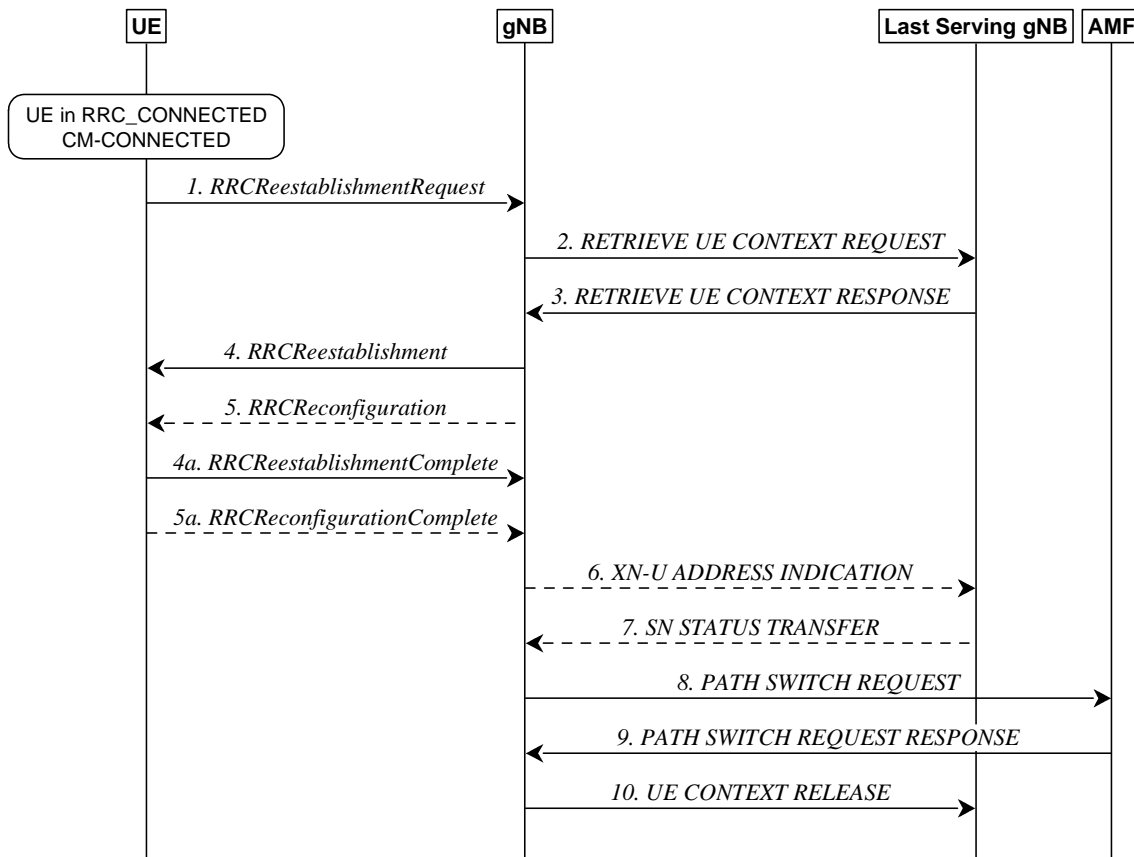 UE
gNB
Last Serving gNB
AMF
UE in RRC_CONNECTED
CM-CONNECTED
1. RRCReestablishmentRequest
2. RETRIEVE UE CONTEXT REQUEST
3. RETRIEVE UE CONTEXT RESPONSE
4. RRCReestablishment
5. RRCReconfiguration
4a. RRCReestablishmentComplete
5a. RRCReconfigurationComplete
6. XN-U ADDRESS INDICATION
7. SN STATUS TRANSFER
8. PATH SWITCH REQUEST
9. PATH SWITCH REQUEST RESPONSE
10. UE CONTEXT RELEASE